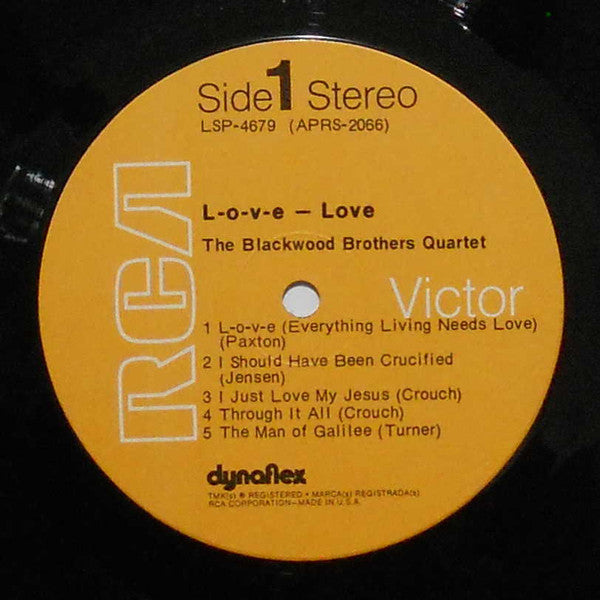 Side 1 Stereo
LSP-4679 (APRS-2066)
RCA
L-o-v-e — Love
The Blackwood Brothers Quartet
Victor
1 L-o-v-e (Everything Living Needs Love)
(Paxton)
2 I Should Have Been Crucified
(Jensen)
3 I Just Love My Jesus (Crouch)
4 Through It All (Crouch)
5 The Man of Galilee (Turner)
dynaflex
TMK(s) ® REGISTERED • MARCA(s) REGISTRADA(s)
RCA CORPORATION—MADE IN U.S.A.